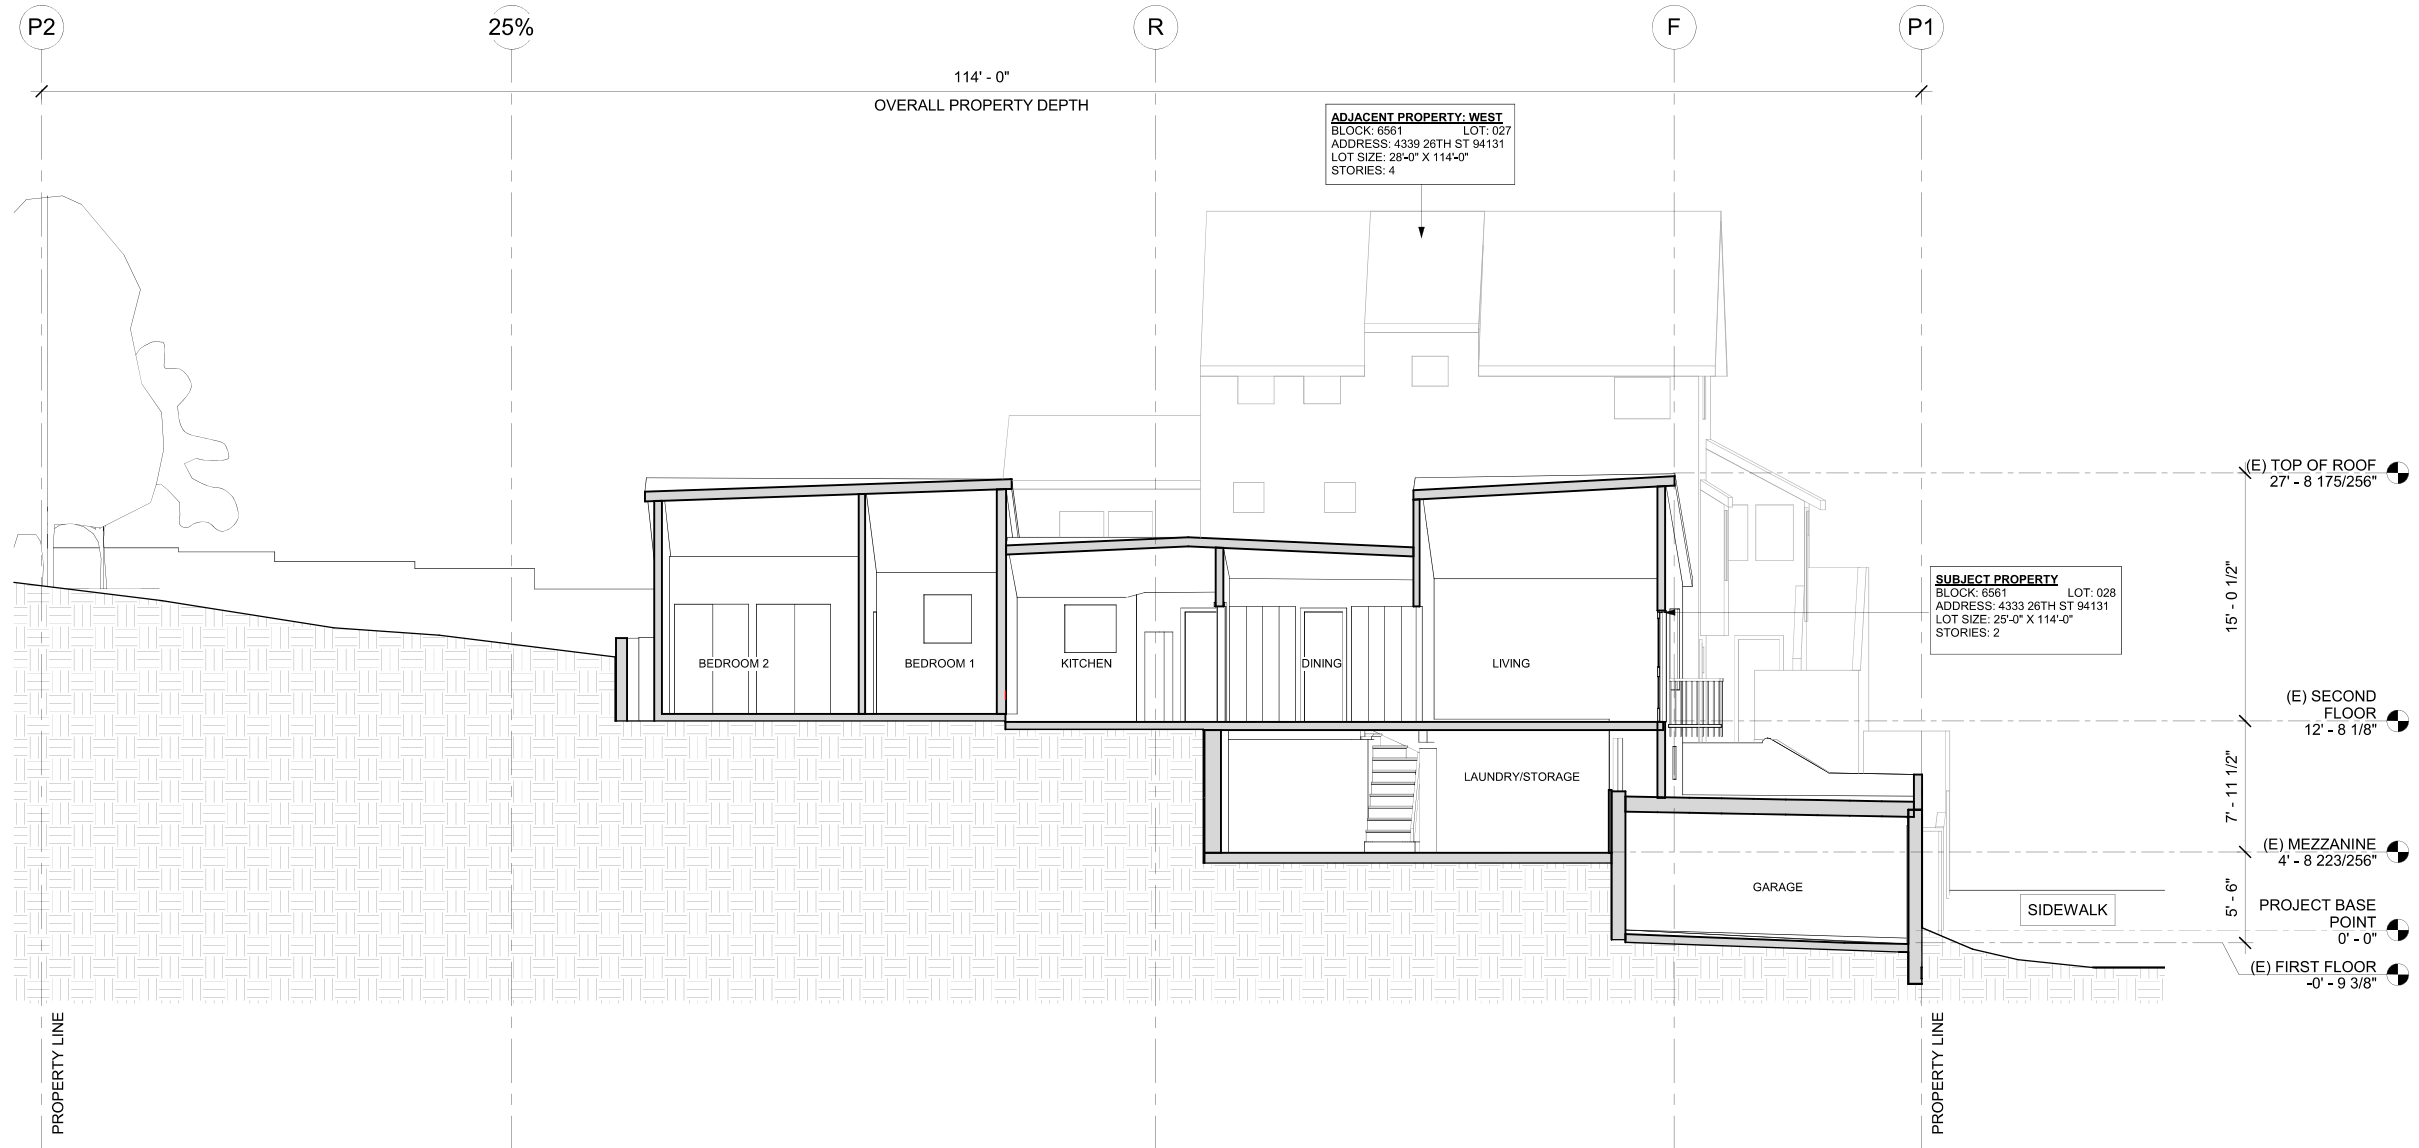 P2
25%
R
F
P1
114' - 0"
OVERALL PROPERTY DEPTH
ADJACENT PROPERTY: WEST
BLOCK: 6561 LOT: 027
ADDRESS: 4339 26TH ST 94131
LOT SIZE: 28'-0" X 114'-0"
STORIES: 4
(E) TOP OF ROOF
27' - 8 175/256"
SUBJECT PROPERTY
BLOCK: 6561 LOT: 028
ADDRESS: 4333 26TH ST 94131
LOT SIZE: 25'-0" X 114'-0"
STORIES: 2
15' - 0 1/2"
BEDROOM 2
BEDROOM 1
KITCHEN
DINING
LIVING
(E) SECOND
FLOOR
12' - 8 1/8"
LAUNDRY/STORAGE
7' - 11 1/2"
(E) MEZZANINE
4' - 8 223/256"
GARAGE
5' - 6"
SIDEWALK
PROJECT BASE
POINT
0' - 0"
(E) FIRST FLOOR
-0' - 9 3/8"
PROPERTY LINE
PROPERTY LINE